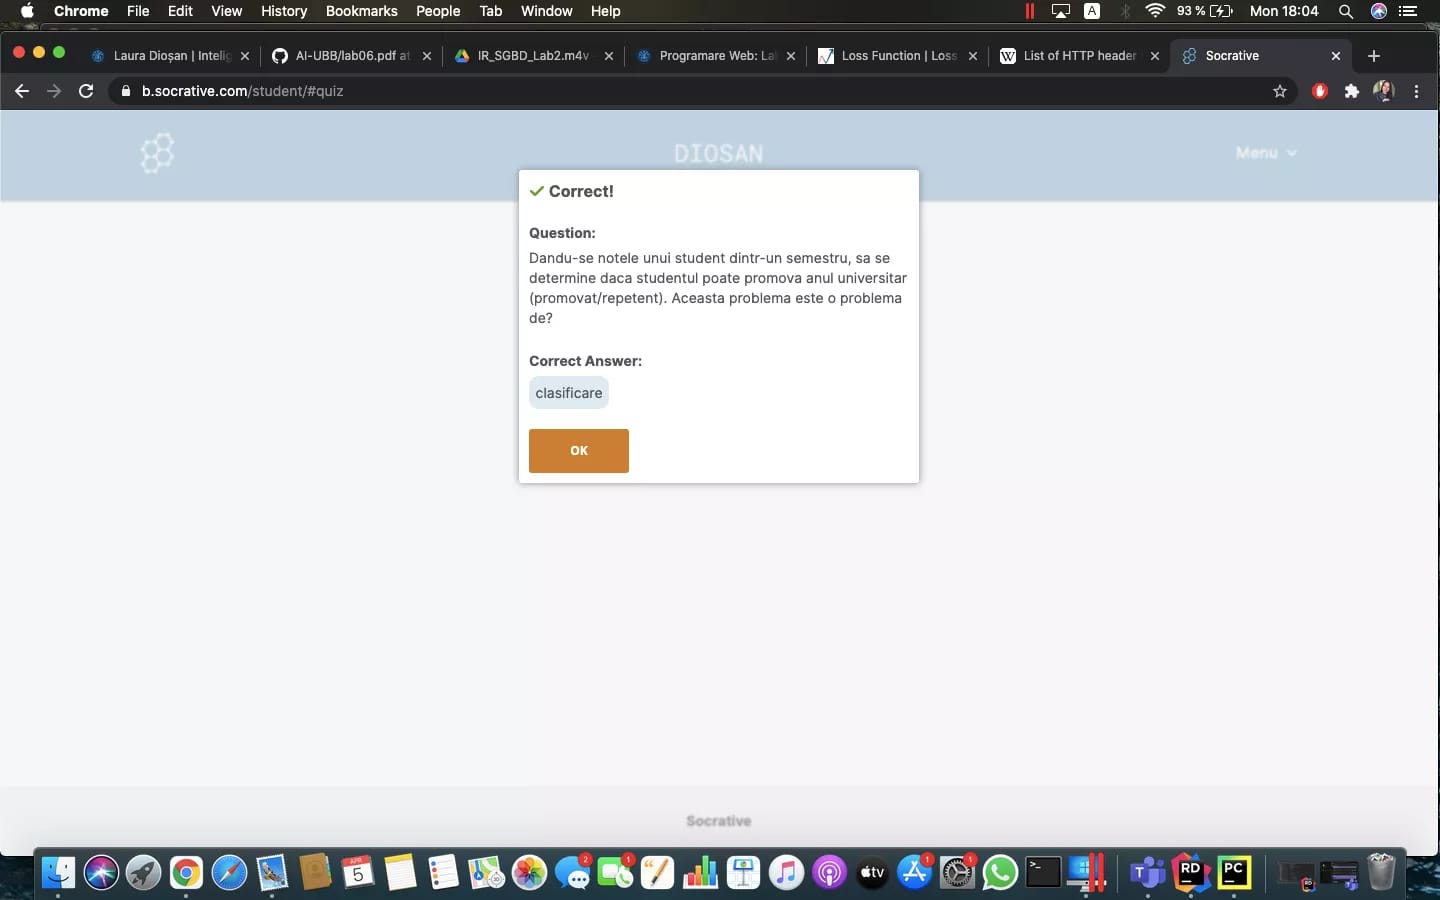 Chrome File Edit View History Bookmarks People Tab Window Help A 93 % Mon 18:04
Laura Dioșan | Intelig AI-UBB/lab06.pdf at IR_SGBD_Lab2.m4v Programare Web: La Loss Function | Loss List of HTTP header Socrative
b.socrative.com/student/#quiz
DIOSAN Menu
Correct!
Question:
Dandu-se notele unui student dintr-un semestru, sa se
determine daca studentul poate promova anul universitar
(promovat/repetent). Aceasta problema este o problema
de?
Correct Answer:
clasificare
OK
Socrative
APR 5 2 1 tv 1 1 >_ T RD PC